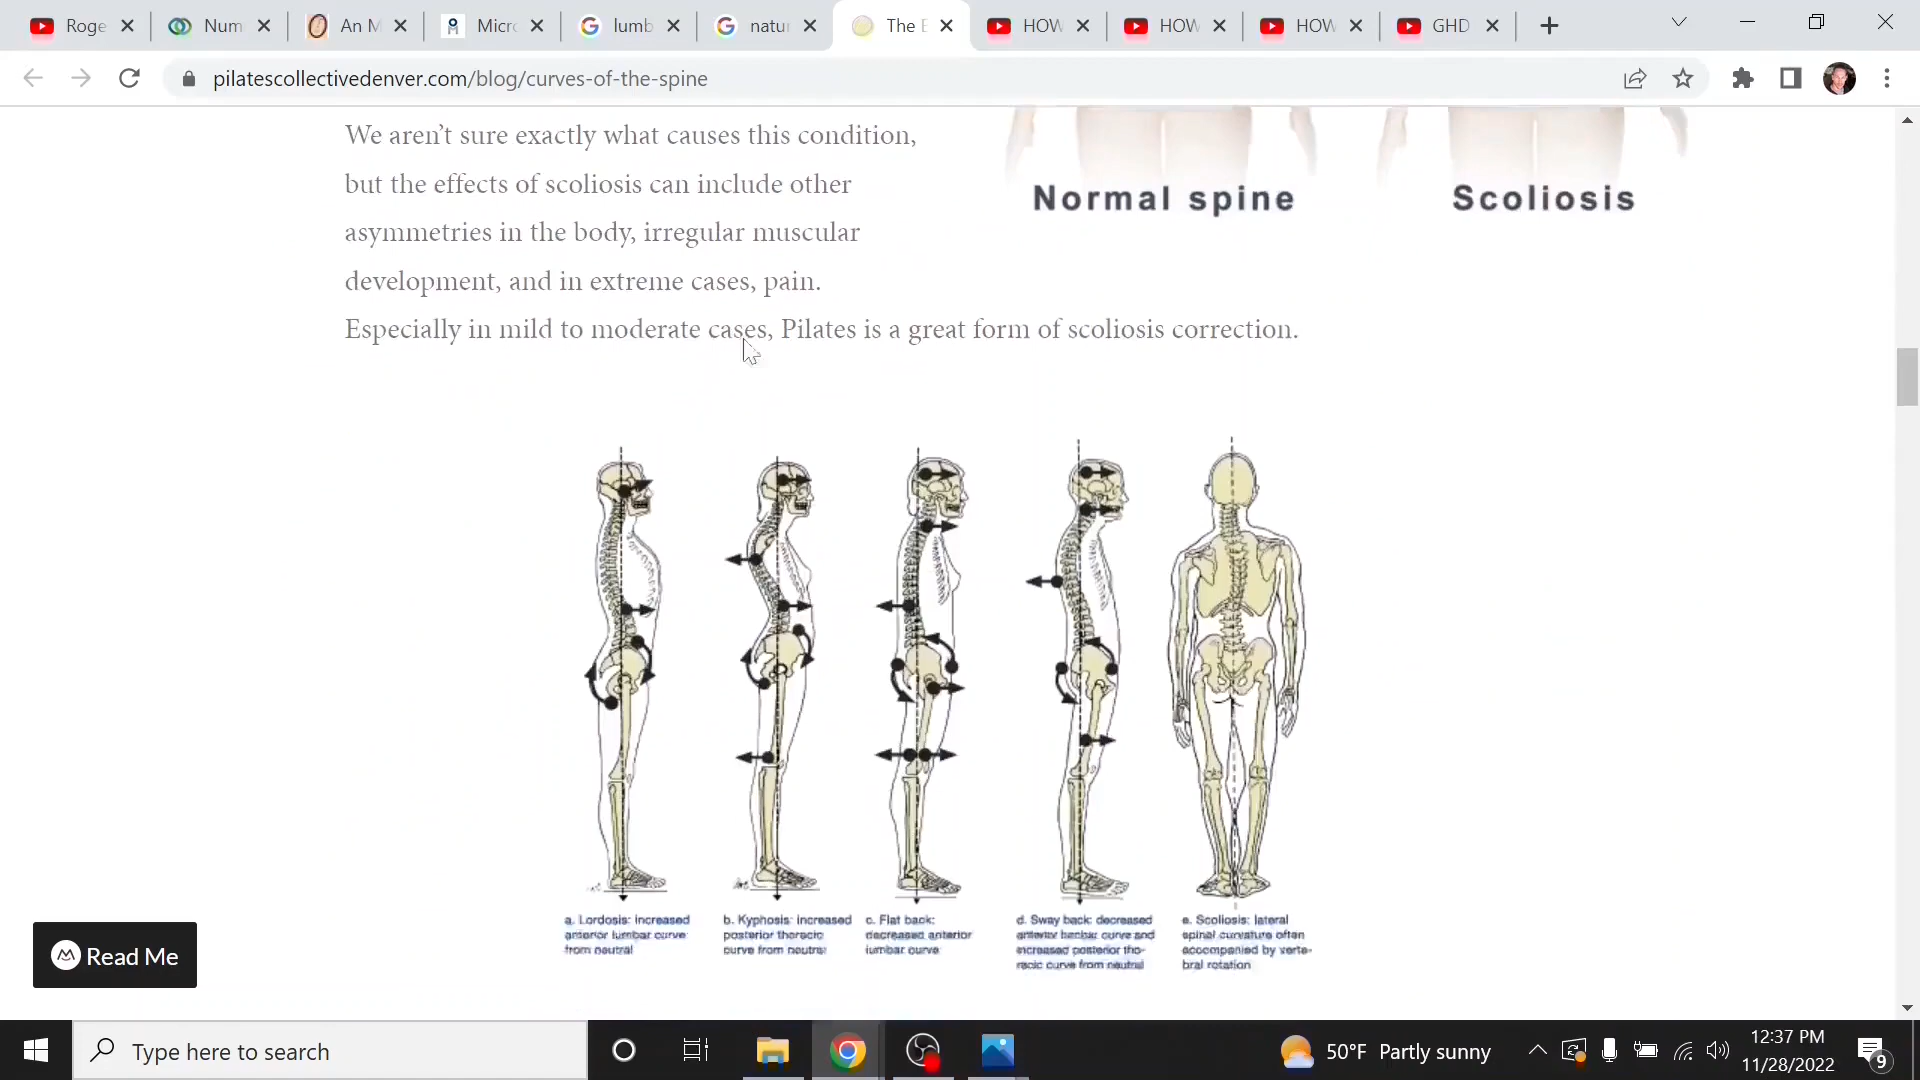 Roge
Num
An M
Micr
lumb
natu
The E
HOW
HOW
HOW
GHD
pilatescollectivedenver.com/blog/curves-of-the-spine
We aren’t sure exactly what causes this condition,
but the effects of scoliosis can include other
asymmetries in the body, irregular muscular
development, and in extreme cases, pain.
Especially in mild to moderate cases, Pilates is a great form of scoliosis correction.
Normal spine
Scoliosis
a. Lordosis: increased
anterior lumbar curve
from neutral
b. Kyphosis: increased
posterior thoracic
curve from neutral
c. Flat back:
decreased anterior
lumbar curve
d. Sway back: decreased
anterior lumbar curve and
increased posterior tho-
racic curve from neutral
e. Scoliosis: lateral
spinal curvature often
accompanied by verte-
bral rotation
Read Me
Type here to search
50°F Partly sunny
12:37 PM
11/28/2022
9